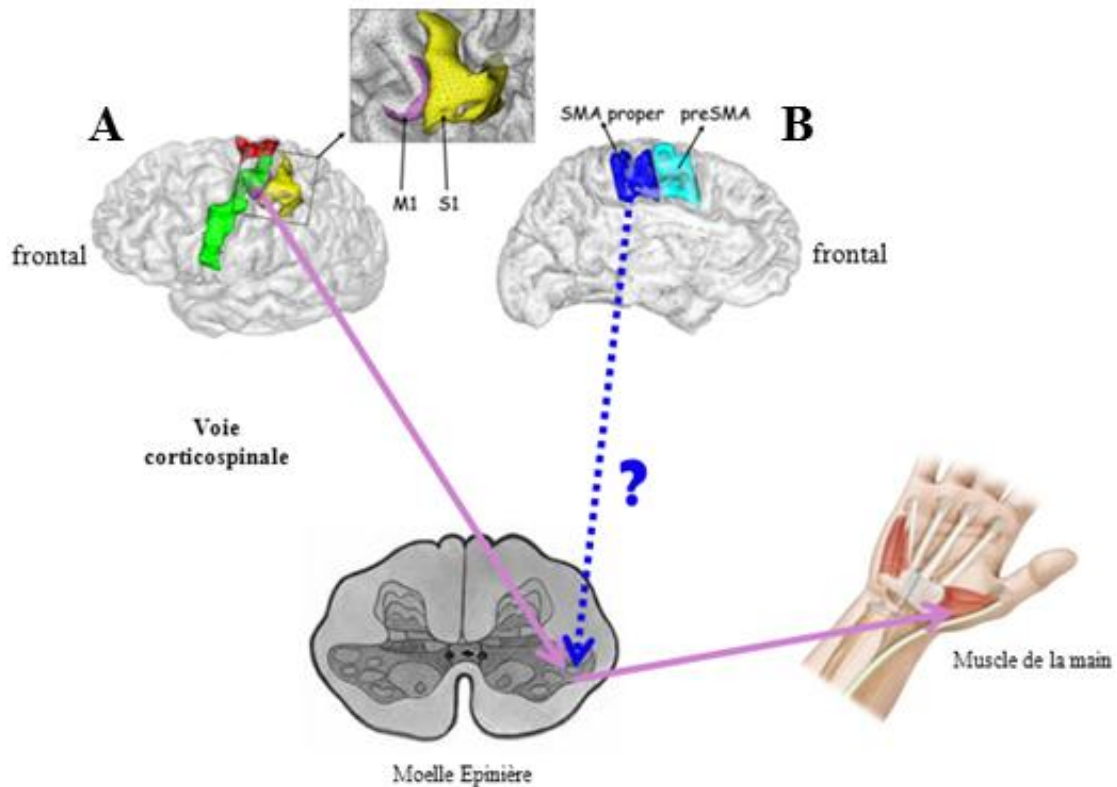 A
B
SMA proper
preSMA
M1
S1
frontal
frontal
Voie
corticospinale
?
Muscle de la main
Moelle Epinière